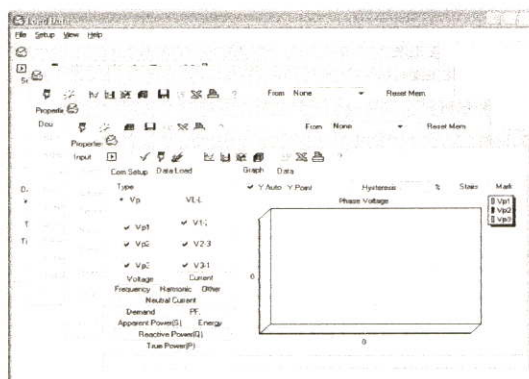 File Setup View Help
From None Reset Mem.
Properti
Dou
From None Reset Mem
Propertie
Input
Com Setup Data Load Graph Data
Type
Y Auto Y Point Hysteresis % Stairs Mark
Vp
Phase Voltage
Vp1
Vp2
Vp3
Vp1 V1-2
Vp2 V2-3
Vp3 V3-1
0
Voltage Current
Frequency Harmonic Other
Neutral Current
Demand PF.
0
Apparent Power(S) Energy
Reactive Power(Q)
True Power(P)